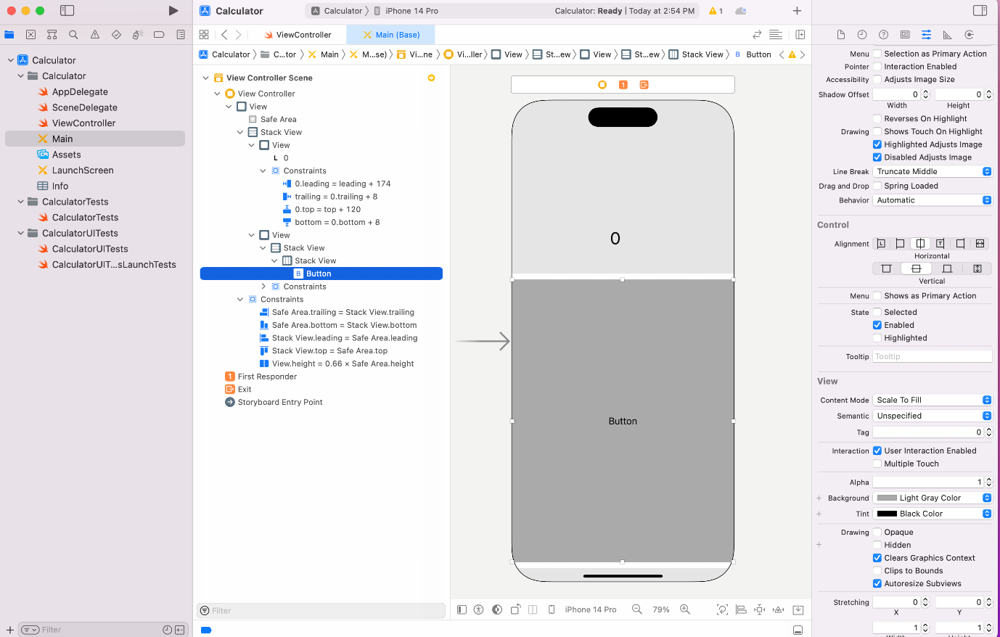 Calculator
Calculator
iPhone 14 Pro
Calculator: Ready | Today at 2:54 PM
1
ViewController
Main (Base)
Calculator
C...tor
Main
M...se)
Vi...ne
Vi...ller
View
St...ew
View
St...ew
Stack View
B Button
Calculator
Calculator
AppDelegate
SceneDelegate
ViewController
Main
Assets
LaunchScreen
Info
CalculatorTests
CalculatorTests
CalculatorUITests
CalculatorUITests
CalculatorUIT...sLaunchTests
Filter
View Controller Scene
View Controller
View
Safe Area
Stack View
View
L 0
Constraints
0.leading = leading + 174
trailing = 0.trailing + 8
0.top = top + 120
bottom = 0.bottom + 8
View
Stack View
Stack View
B Button
Constraints
Constraints
Safe Area.trailing = Stack View.trailing
Safe Area.bottom = Stack View.bottom
Stack View.leading = Safe Area.leading
Stack View.top = Safe Area.top
View.height = 0.66 × Safe Area.height
1 First Responder
Exit
Storyboard Entry Point
Filter
1
0
Button
iPhone 14 Pro
79%
Menu Selection as Primary Action
Pointer Interaction Enabled
Accessibility Adjusts Image Size
Shadow Offset 0 0
Width Height
Reverses On Highlight
Drawing Shows Touch On Highlight
Highlighted Adjusts Image
Disabled Adjusts Image
Line Break Truncate Middle
Drag and Drop Spring Loaded
Behavior Automatic
Control
Alignment L T
Horizontal
Vertical
Menu Shows as Primary Action
State Selected
Enabled
Highlighted
Tooltip Tooltip
View
Content Mode Scale To Fill
Semantic Unspecified
Tag 0
Interaction User Interaction Enabled
Multiple Touch
Alpha 1
+ Background Light Gray Color
+ Tint Black Color
Drawing Opaque
+ Hidden
Clears Graphics Context
Clips to Bounds
Autoresize Subviews
Stretching 0 0
X Y
1 1
Width Height